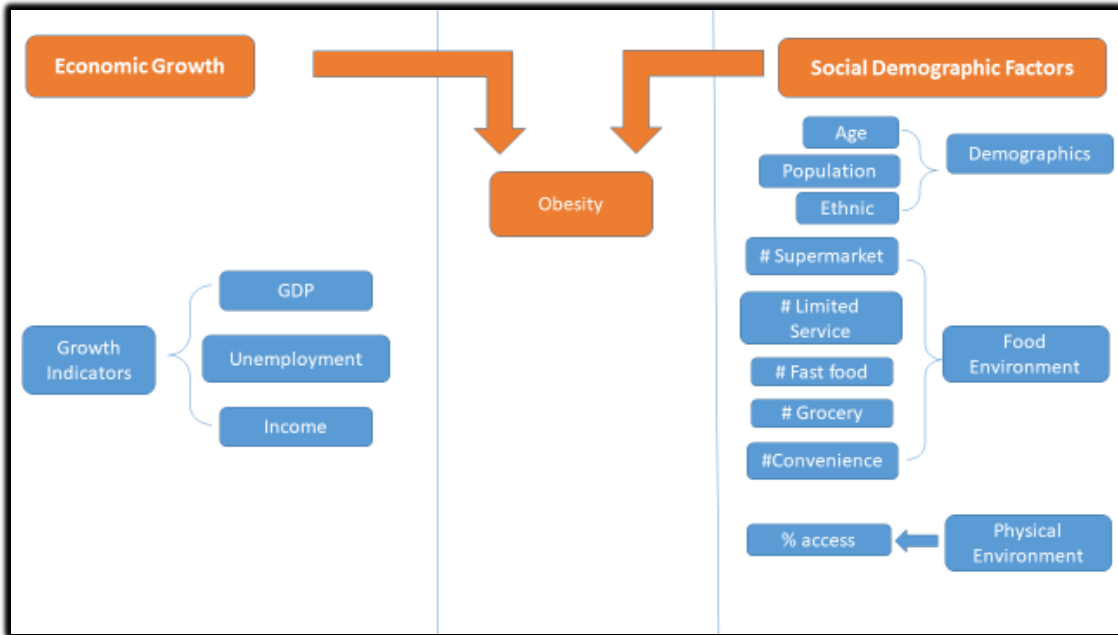 Economic Growth
Social Demographic Factors
Obesity
Growth
Indicators
GDP
Unemployment
Income
Age
Population
Ethnic
Demographics
# Supermarket
# Limited
Service
# Fast food
# Grocery
#Convenience
Food
Environment
% access
Physical
Environment